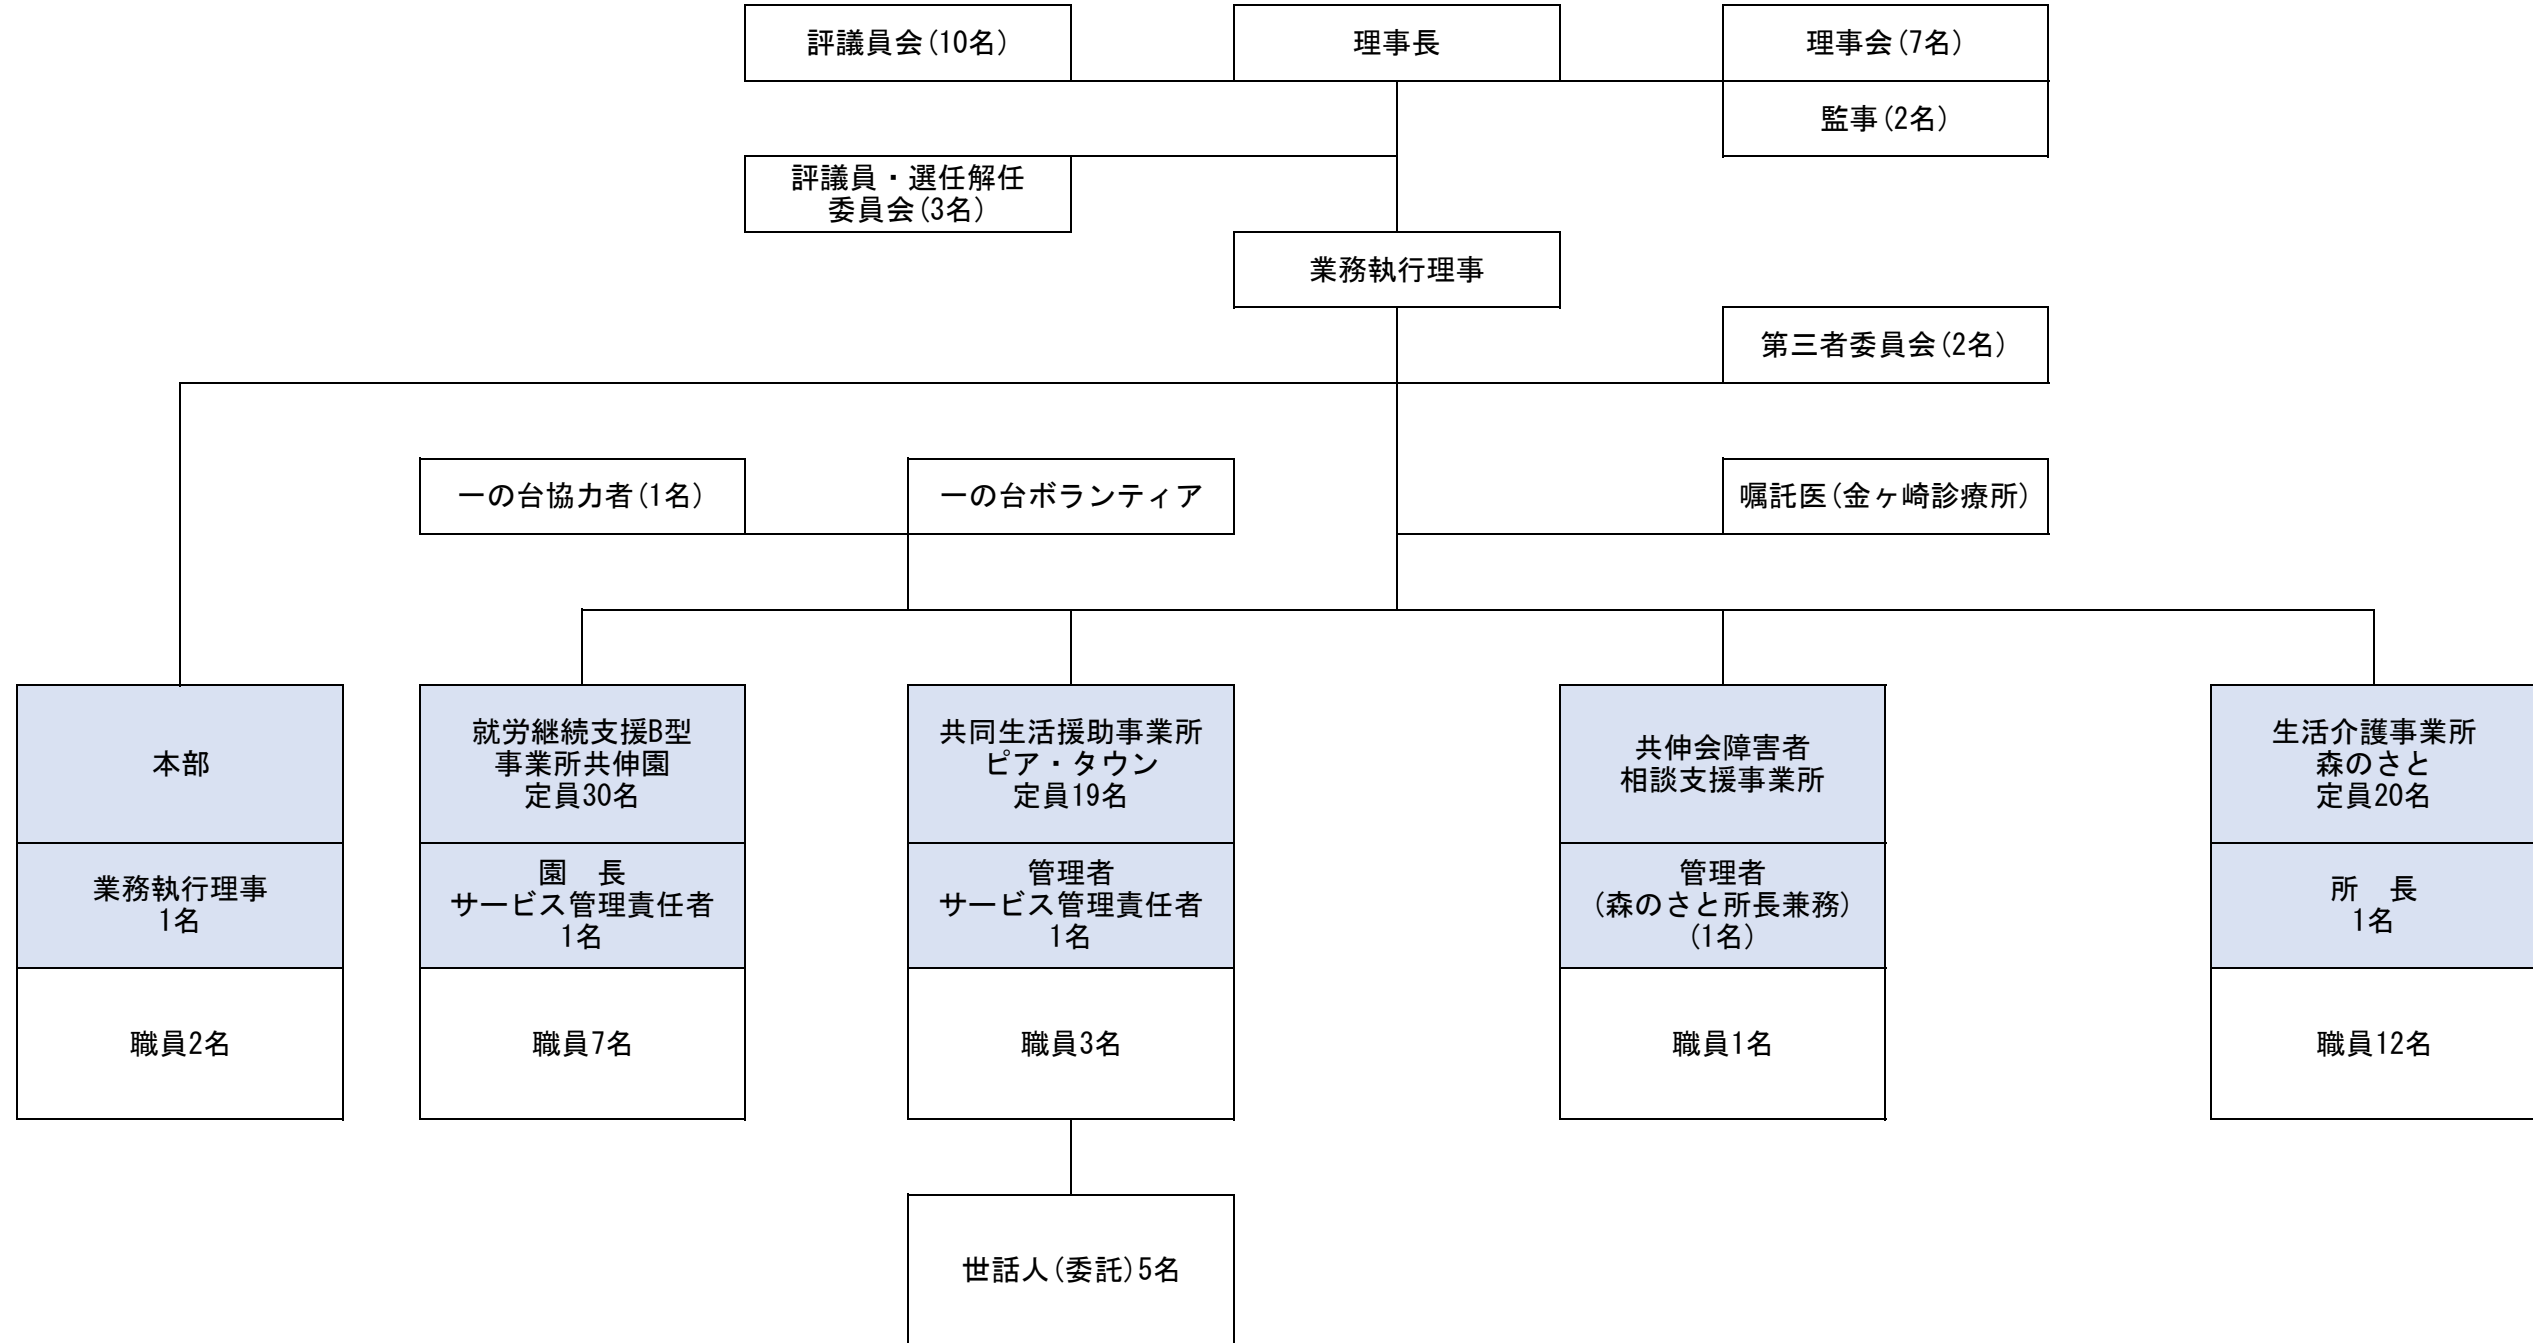 評議員会(10名)
理事長
理事会(7名)
監事(2名)
評議員・選任解任
委員会(3名)
業務執行理事
第三者委員会(2名)
一の台協力者(1名)
一の台ボランティア
嘱託医(金ヶ崎診療所)
本部
業務執行理事
1名
職員2名
就労継続支援B型
事業所共伸園
定員30名
園　長
サービス管理責任者
1名
職員7名
共同生活援助事業所
ピア・タウン
定員19名
管理者
サービス管理責任者
1名
職員3名
世話人(委託)5名
共伸会障害者
相談支援事業所
管理者
(森のさと所長兼務)
(1名)
職員1名
生活介護事業所
森のさと
定員20名
所　長
1名
職員12名